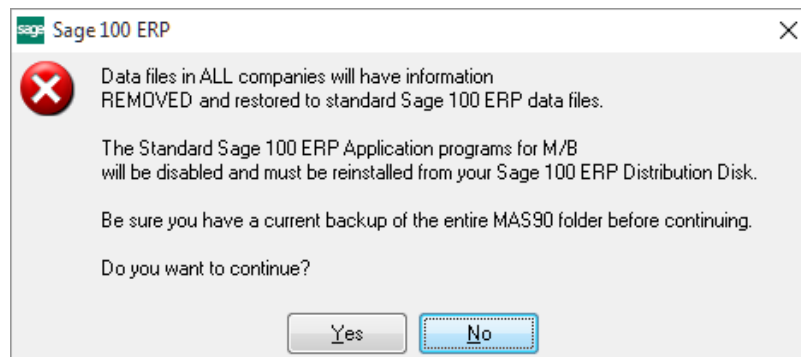 sage Sage 100 ERP
Data files in ALL companies will have information
REMOVED and restored to standard Sage 100 ERP data files.
The Standard Sage 100 ERP Application programs for M/B
will be disabled and must be reinstalled from your Sage 100 ERP Distribution Disk.
Be sure you have a current backup of the entire MAS90 folder before continuing.
Do you want to continue?
Yes No